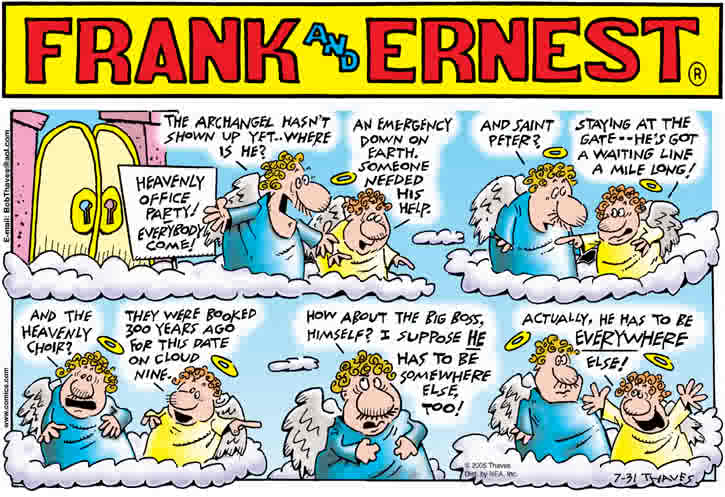 FRANK AND ERNEST ®
E-mail: BobThaves@aol.com
HEAVENLY
OFFICE
PARTY!
EVERYBODY
COME!
THE ARCHANGEL HASN'T
SHOWN UP YET..WHERE
IS HE?
AN EMERGENCY
DOWN ON
EARTH.
SOMEONE
NEEDED
HIS
HELP.
AND SAINT
PETER?
STAYING AT THE
GATE--HE'S GOT
A WAITING LINE
A MILE LONG!
www.comics.com
AND THE
HEAVENLY
CHOIR?
THEY WERE BOOKED
300 YEARS AGO
FOR THIS DATE
ON CLOUD
NINE.
HOW ABOUT THE BIG BOSS,
HIMSELF? I SUPPOSE HE
HAS TO BE
SOMEWHERE
ELSE,
TOO!
ACTUALLY, HE HAS TO BE
EVERYWHERE
ELSE!
© 2005 Thaves
Dist. by NEA, Inc.
7-31 THAVES